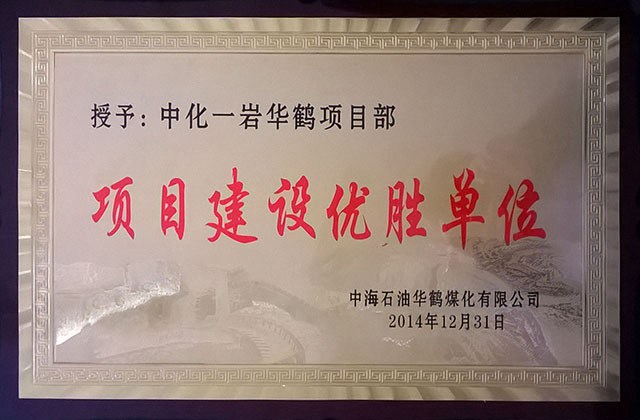 授予：中化一岩华鹤项目部
项目建设优胜单位
中海石油华鹤煤化有限公司
2014年12月31日